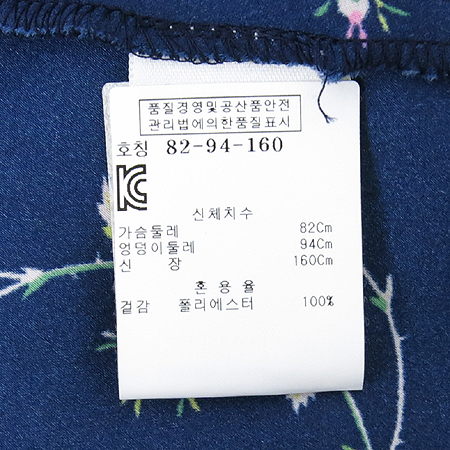 품질경영및공산품안전
관리법에의한품질표시
호칭 82-94-160
KC
신체치수
가슴둘레 82Cm
엉덩이둘레 94Cm
신 장 160Cm
혼용율
겉감 폴리에스터 100%